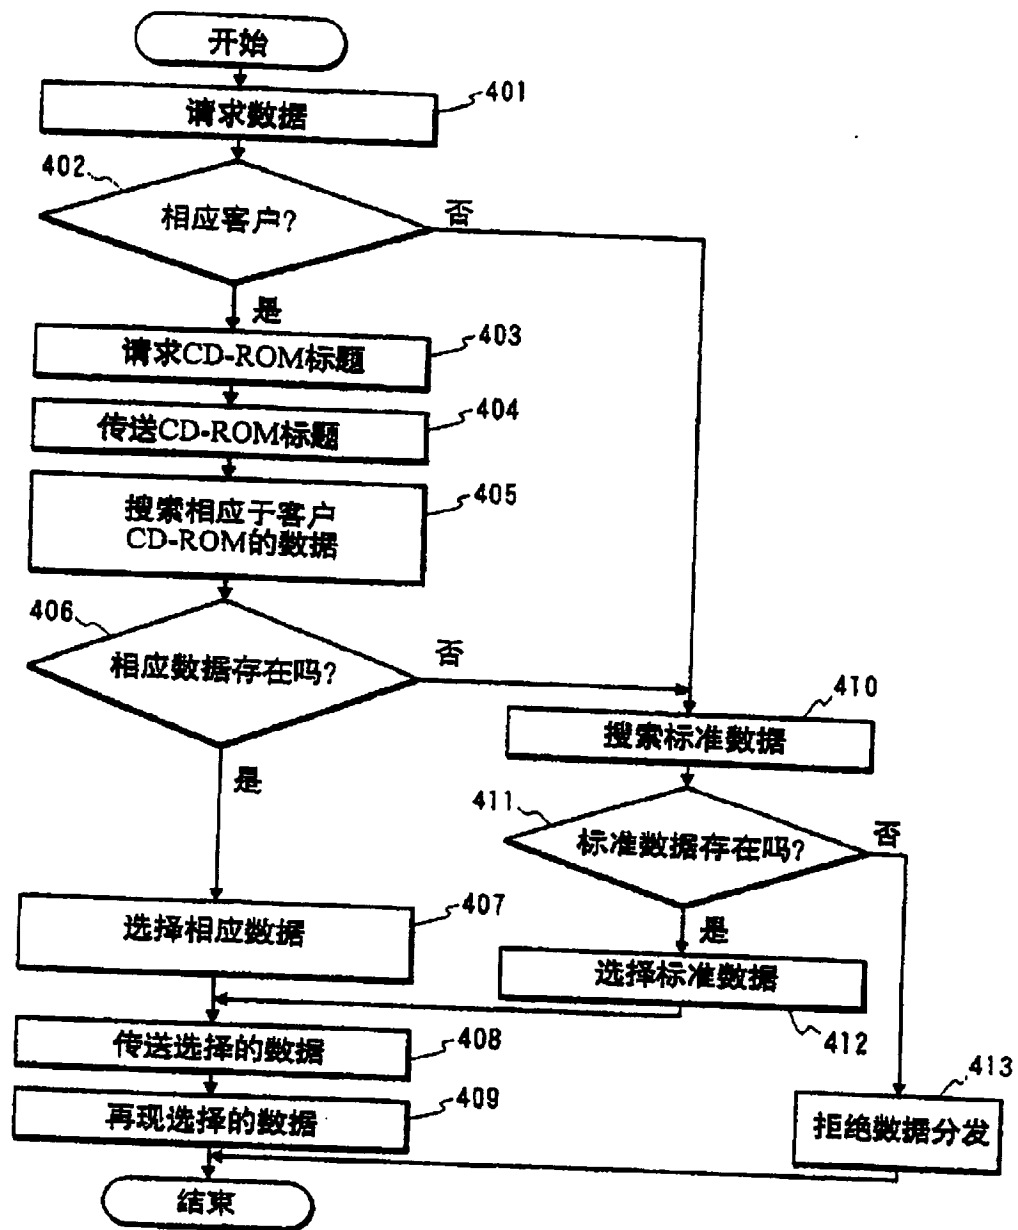 开始
请求数据
401
402
相应客户?
否
是
请求CD-ROM标题
403
传送CD-ROM标题
404
搜索相应于客户
CD-ROM的数据
405
406
相应数据存在吗?
否
是
搜索标准数据
410
411
标准数据存在吗?
否
是
选择相应数据
407
选择标准数据
412
传送选择的数据
408
再现选择的数据
409
413
拒绝数据分发
结束